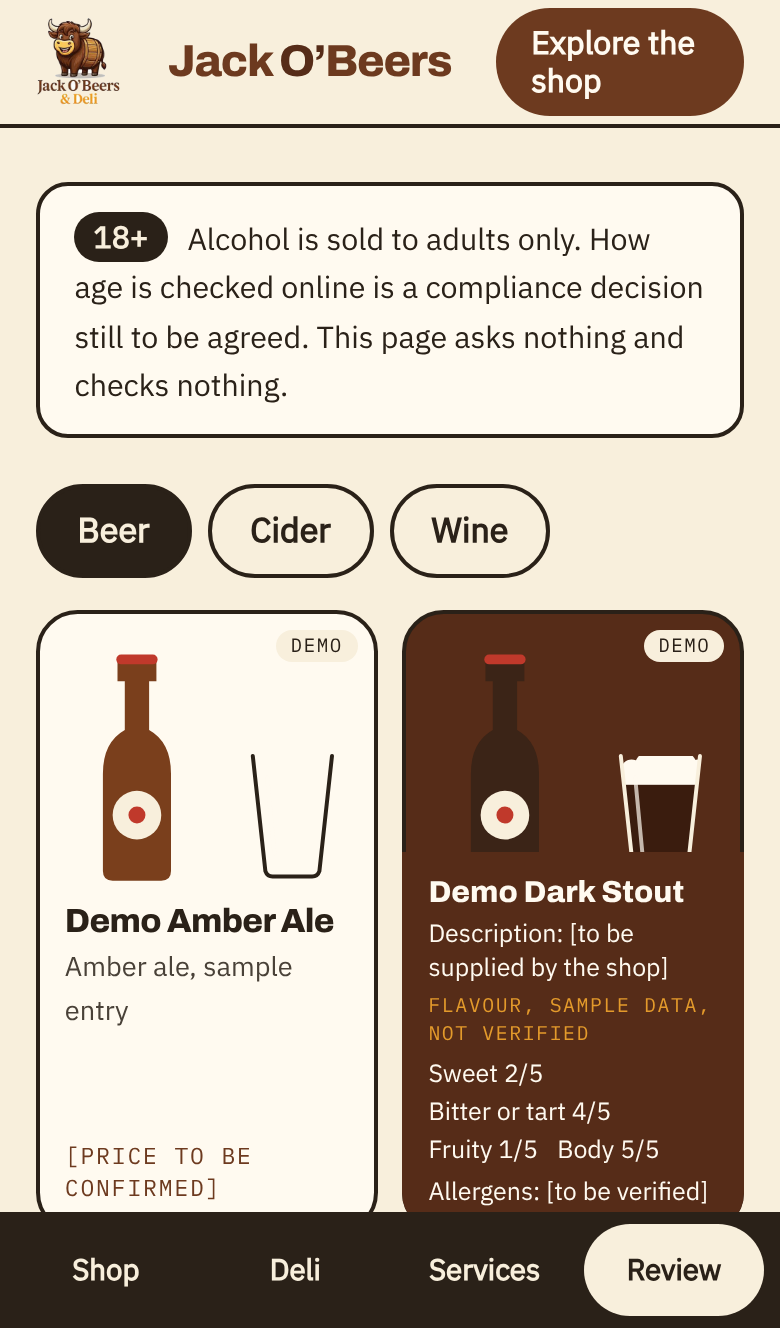 Jack O'Beers
& Deli
Jack O’Beers
Explore the
shop
18+ Alcohol is sold to adults only. How
age is checked online is a compliance decision
still to be agreed. This page asks nothing and
checks nothing.
Beer
Cider
Wine
DEMO
Demo Amber Ale
Amber ale, sample
entry
[PRICE TO BE
CONFIRMED]
DEMO
Demo Dark Stout
Description: [to be
supplied by the shop]
FLAVOUR, SAMPLE DATA,
NOT VERIFIED
Sweet 2/5
Bitter or tart 4/5
Fruity 1/5 Body 5/5
Allergens: [to be verified]
Shop
Deli
Services
Review